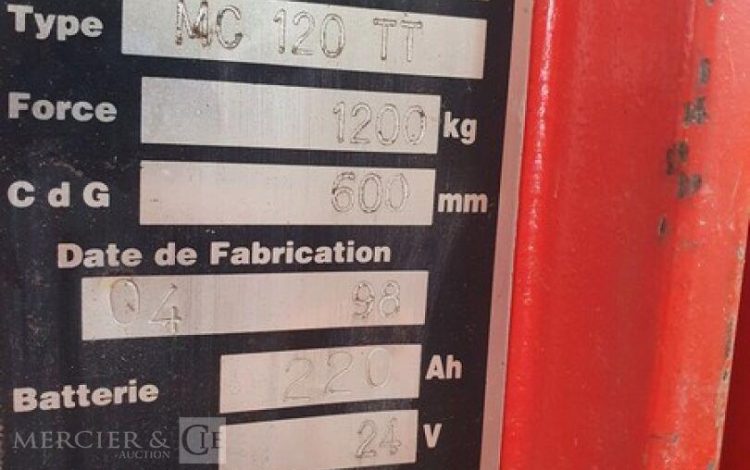 Type MC 120 TT
Force 1200 kg
C d G 600 mm
Date de Fabrication
04 98
Batterie 220 Ah
24 V
MERCIER & CIE
AUCTION